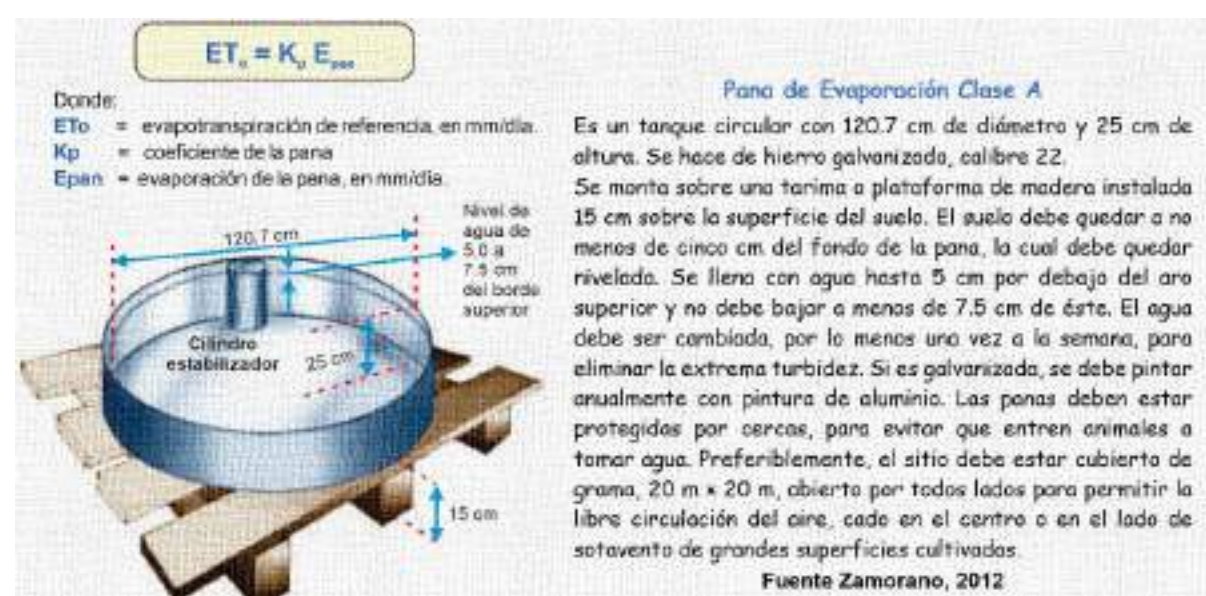 ETo = Kp Epan
Donde:
ETo = evapotranspiración de referencia, en mm/día.
Kp = coeficiente de la pana
Epan = evaporación de la pana, en mm/día.
120.7 cm
Nivel de
agua de
5.0 a
7.5 cm
del borde
superior
Cilindro
estabilizador
25 cm
15 cm
Pana de Evaporación Clase A
Es un tanque circular con 120.7 cm de diámetro y 25 cm de
altura. Se hace de hierro galvanizado, calibre 22.
Se monta sobre una tarima o plataforma de madera instalada
15 cm sobre la superficie del suelo. El suelo debe quedar a no
menos de cinco cm del fondo de la pana, la cual debe quedar
nivelada. Se llena con agua hasta 5 cm por debajo del aro
superior y no debe bajar a menos de 7.5 cm de éste. El agua
debe ser cambiada, por lo menos una vez a la semana, para
eliminar la extrema turbidez. Si es galvanizada, se debe pintar
anualmente con pintura de aluminio. Las panas deben estar
protegidas por cercas, para evitar que entren animales a
tomar agua. Preferiblemente, el sitio debe estar cubierto de
grama, 20 m x 20 m, abierto por todos lados para permitir la
libre circulación del aire, cado en el centro o en el lado de
sotavento de grandes superficies cultivadas.
Fuente Zamorano, 2012